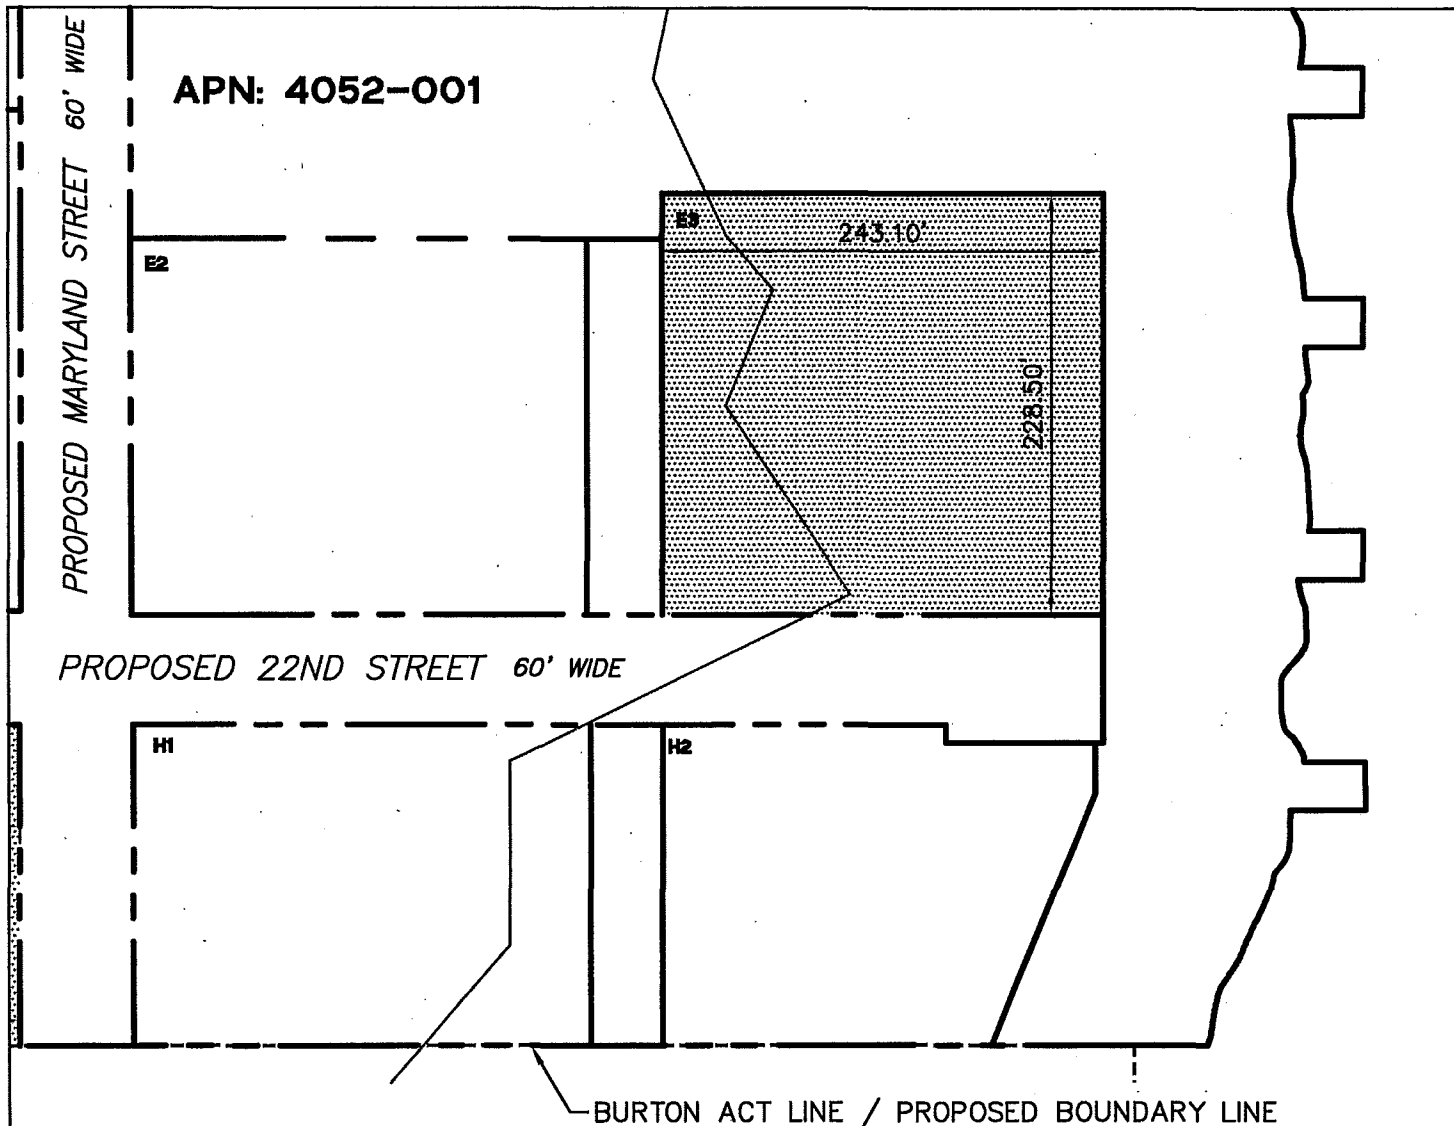 PROPOSED MARYLAND STREET 60' WIDE
APN: 4052-001
E3
243.10'
E2
228.50'
PROPOSED 22ND STREET 60' WIDE
H1
H2
BURTON ACT LINE / PROPOSED BOUNDARY LINE